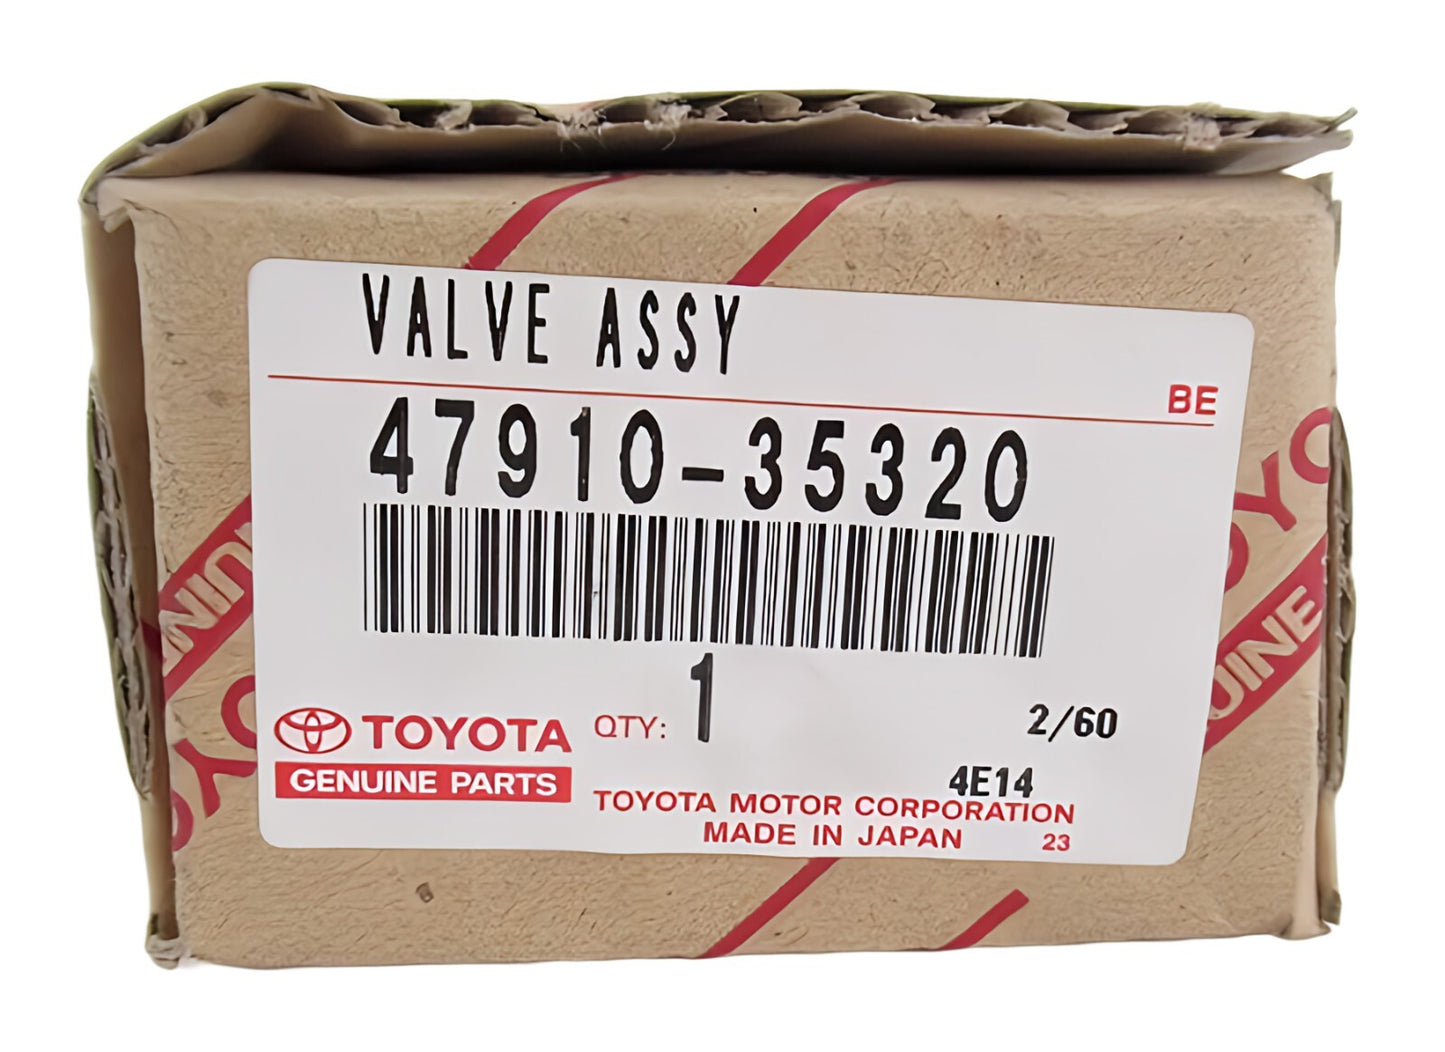 VALVE ASSY
BE
47910-35320
1
TOYOTA
QTY:
2/60
GENUINE PARTS
4E14
TOYOTA MOTOR CORPORATION
MADE IN JAPAN 23